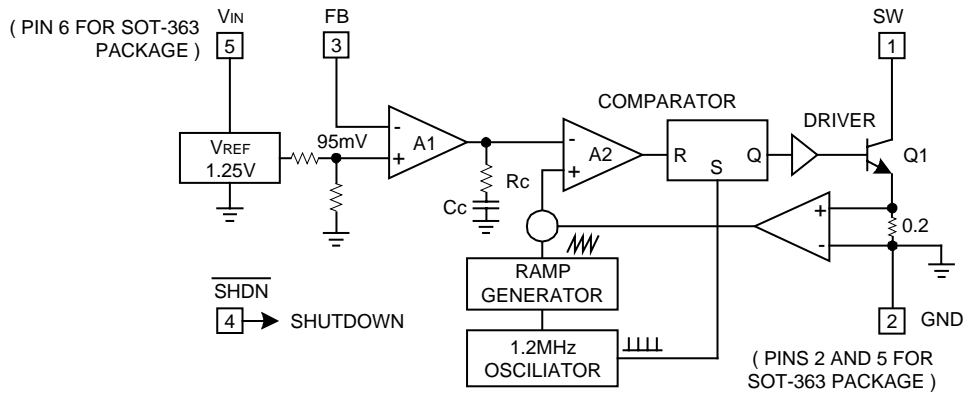 ( PIN 6 FOR SOT-363
PACKAGE )
VIN
5
FB
3
SW
1
COMPARATOR
DRIVER
VREF
1.25V
95mV
-
+
A1
-
+
A2
R
Q
S
Q1
Rc
Cc
+
-
0.2
RAMP
GENERATOR
SHDN
4
SHUTDOWN
1.2MHz
OSCILIATOR
2
GND
( PINS 2 AND 5 FOR
SOT-363 PACKAGE )